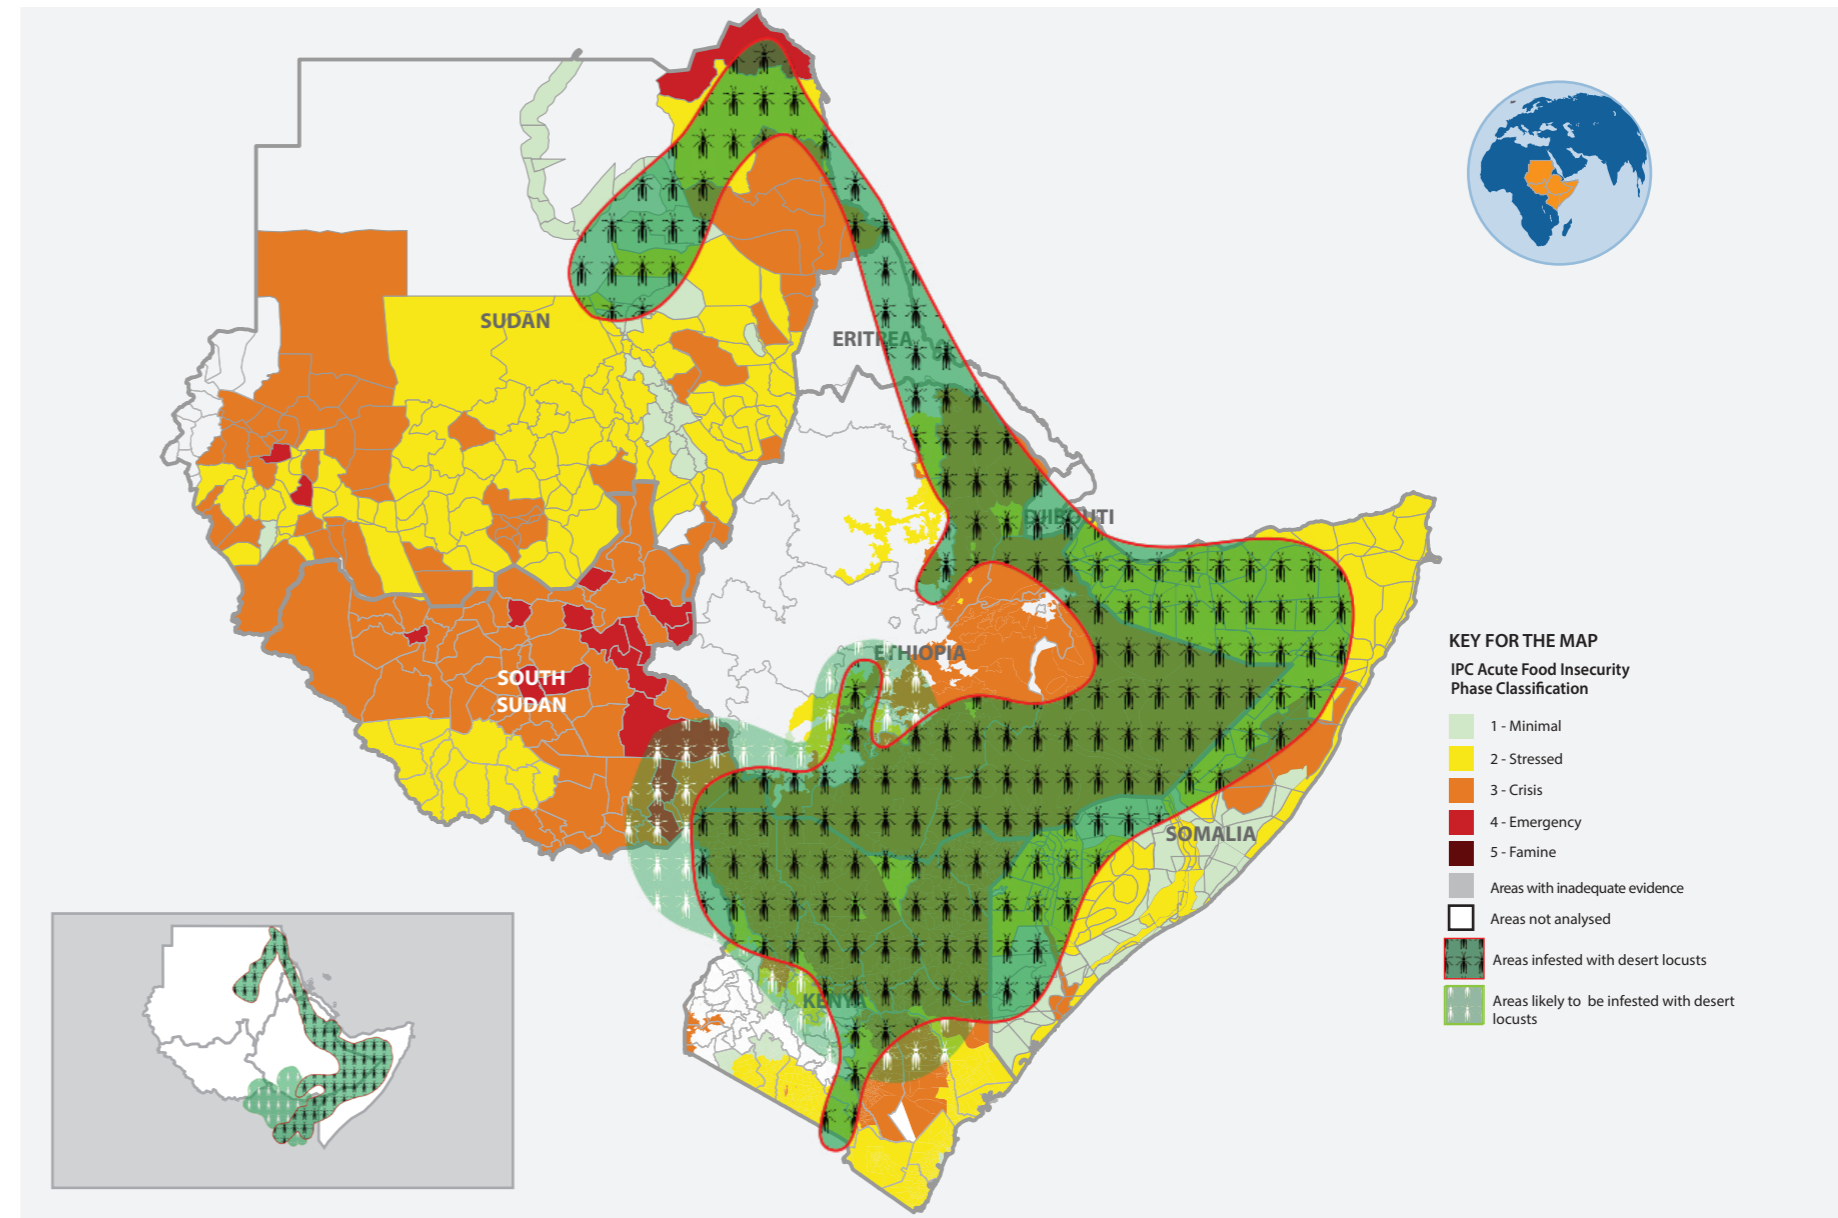 SUDAN
ERITREA
DJIBOUTI
ETHIOPIA
SOUTH
SUDAN
SOMALIA
KENYA
KEY FOR THE MAP
IPC Acute Food Insecurity
Phase Classification
1 - Minimal
2 - Stressed
3 - Crisis
4 - Emergency
5 - Famine
Areas with inadequate evidence
Areas not analysed
Areas infested with desert locusts
Areas likely to be infested with desert
locusts